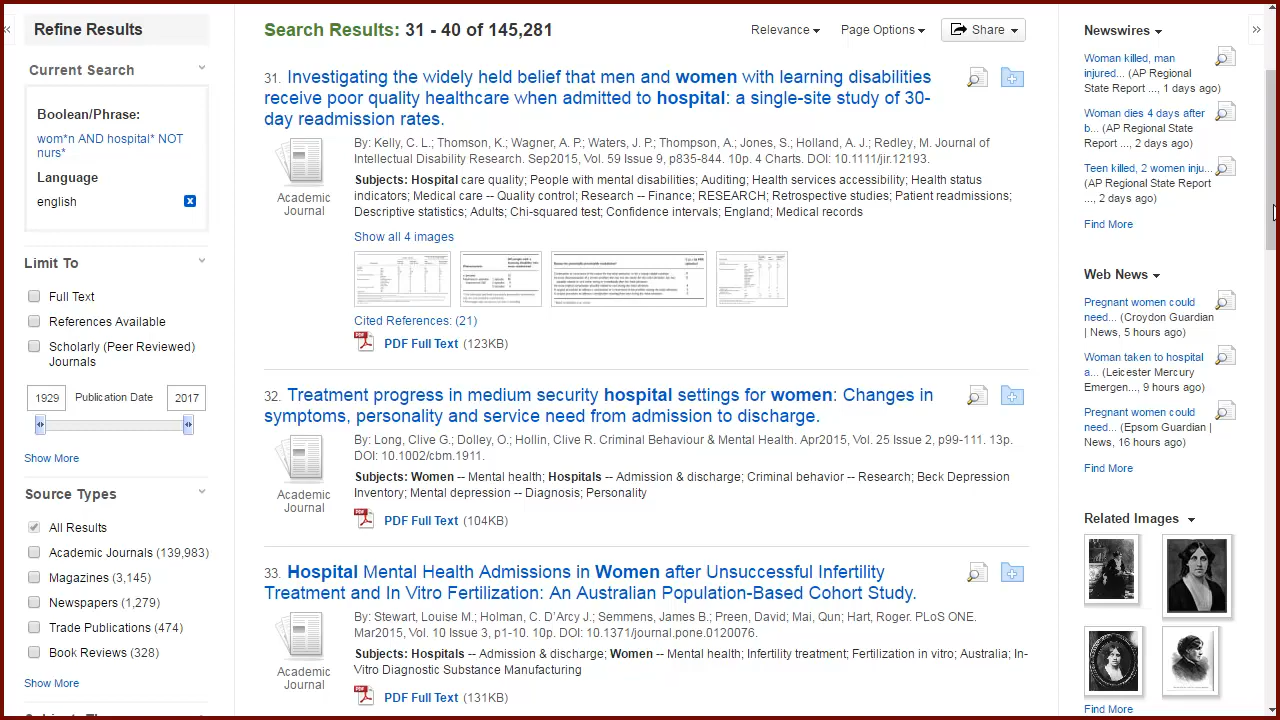 Refine Results
Current Search
Boolean/Phrase:
wom*n AND hospital* NOT
nurs*
Language
english
Limit To
Full Text
References Available
Scholarly (Peer Reviewed)
Journals
1929 Publication Date 2017
Show More
Source Types
All Results
Academic Journals (139,983)
Magazines (3,145)
Newspapers (1,279)
Trade Publications (474)
Book Reviews (328)
Show More
Search Results: 31 - 40 of 145,281
Relevance Page Options Share
31. Investigating the widely held belief that men and women with learning disabilities
receive poor quality healthcare when admitted to hospital: a single-site study of 30-
day readmission rates.
Academic
Journal
By: Kelly, C. L.; Thomson, K.; Wagner, A. P.; Waters, J. P.; Thompson, A.; Jones, S.; Holland, A. J.; Redley, M. Journal of
Intellectual Disability Research. Sep2015, Vol. 59 Issue 9, p835-844. 10p. 4 Charts. DOI: 10.1111/jir.12193.
Subjects: Hospital care quality; People with mental disabilities; Auditing; Health services accessibility; Health status
indicators; Medical care -- Quality control; Research -- Finance; RESEARCH; Retrospective studies; Patient readmissions;
Descriptive statistics; Adults; Chi-squared test; Confidence intervals; England; Medical records
Show all 4 images
Cited References: (21)
PDF Full Text (123KB)
32. Treatment progress in medium security hospital settings for women: Changes in
symptoms, personality and service need from admission to discharge.
Academic
Journal
By: Long, Clive G.; Dolley, O.; Hollin, Clive R. Criminal Behaviour & Mental Health. Apr2015, Vol. 25 Issue 2, p99-111. 13p.
DOI: 10.1002/cbm.1911.
Subjects: Women -- Mental health; Hospitals -- Admission & discharge; Criminal behavior -- Research; Beck Depression
Inventory; Mental depression -- Diagnosis; Personality
PDF Full Text (104KB)
33. Hospital Mental Health Admissions in Women after Unsuccessful Infertility
Treatment and In Vitro Fertilization: An Australian Population-Based Cohort Study.
Academic
Journal
By: Stewart, Louise M.; Holman, C. D'Arcy J.; Semmens, James B.; Preen, David; Mai, Qun; Hart, Roger. PLoS ONE.
Mar2015, Vol. 10 Issue 3, p1-10. 10p. DOI: 10.1371/journal.pone.0120076.
Subjects: Hospitals -- Admission & discharge; Women -- Mental health; Infertility treatment; Fertilization in vitro; Australia; In-
Vitro Diagnostic Substance Manufacturing
PDF Full Text (131KB)
Newswires
Woman killed, man
injured... (AP Regional
State Report ..., 1 days ago)
Woman dies 4 days after
b... (AP Regional State
Report ..., 2 days ago)
Teen killed, 2 women inju...
(AP Regional State Report
..., 2 days ago)
Find More
Web News
Pregnant women could
need... (Croydon Guardian
| News, 5 hours ago)
Woman taken to hospital
a... (Leicester Mercury
Emergen..., 9 hours ago)
Pregnant women could
need... (Epsom Guardian |
News, 16 hours ago)
Find More
Related Images
Find More